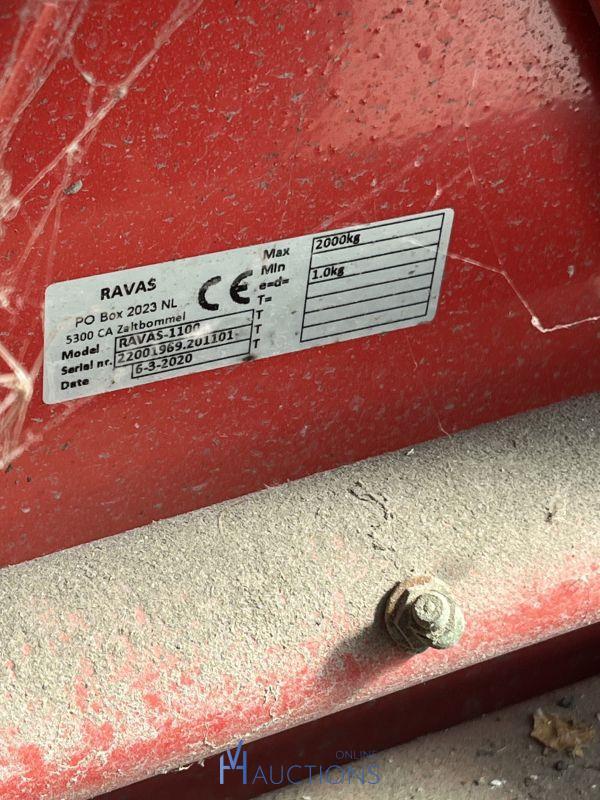 RAVAS
PO Box 2023 NL
5300 CA Zaltbommel
Model RAVAS-1100
Serial nr. 22001969.201101
Date 6-3-2020
CE
Max 2000kg
Min
e=d= 1.0kg
T=
T
T
T
ONLINE
VH AUCTIONS